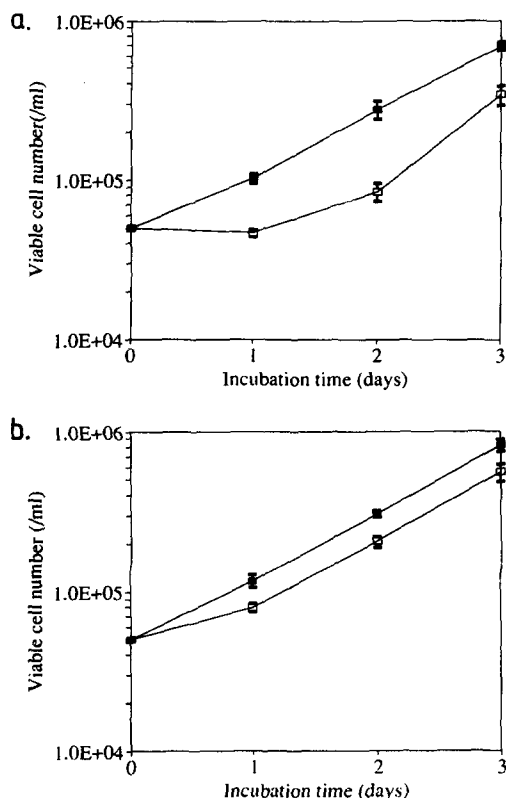 a.
1.0E+06
1.0E+05
1.0E+04
Viable cell number(/ml)
0 1 2 3
Incubation time (days)
b.
1.0E+06
1.0E+05
1.0E+04
Viable cell number (/ml)
0 1 2 3
Incubation time (days)